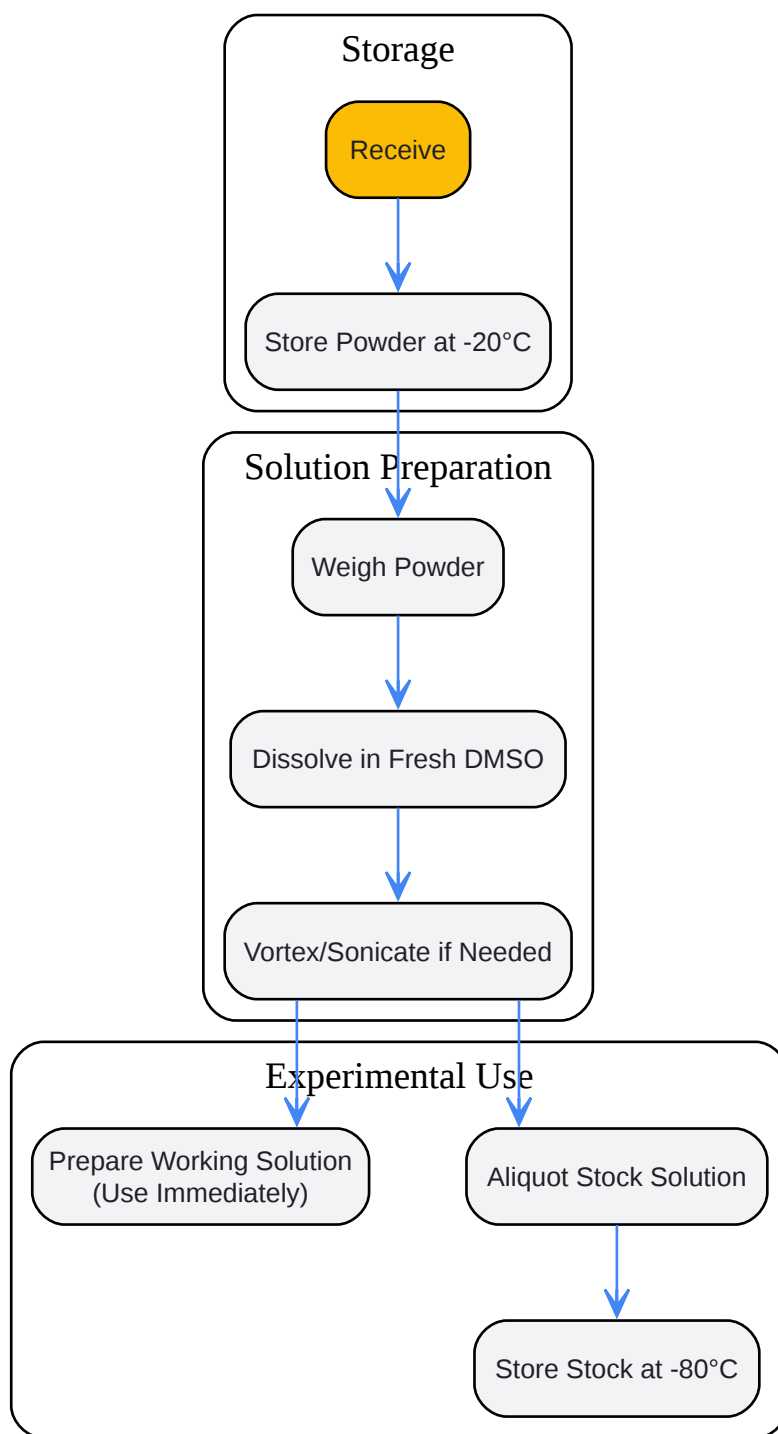 Storage
Receive
Store Powder at -20°C
Solution Preparation
Weigh Powder
Dissolve in Fresh DMSO
Vortex/Sonicate if Needed
Experimental Use
Prepare Working Solution
(Use Immediately)
Aliquot Stock Solution
Store Stock at -80°C